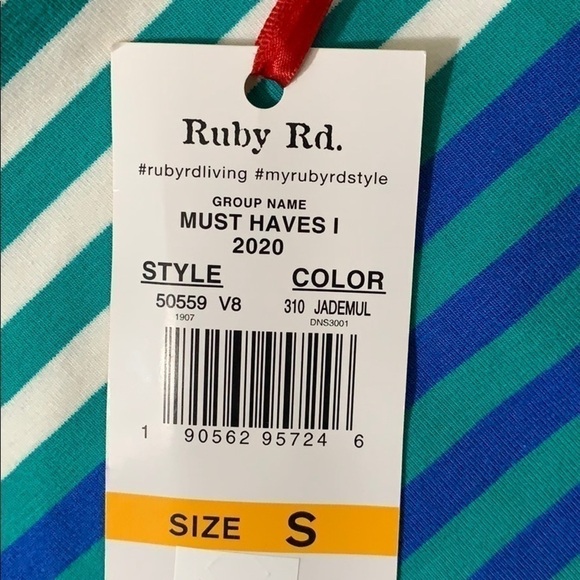 Ruby Rd.
#rubyrdliving #myrubyrdstyle
GROUP NAME
MUST HAVES I
2020
STYLE COLOR
50559 V8 310 JADEMUL
1907 DNS3001
1 90562 95724 6
SIZE S